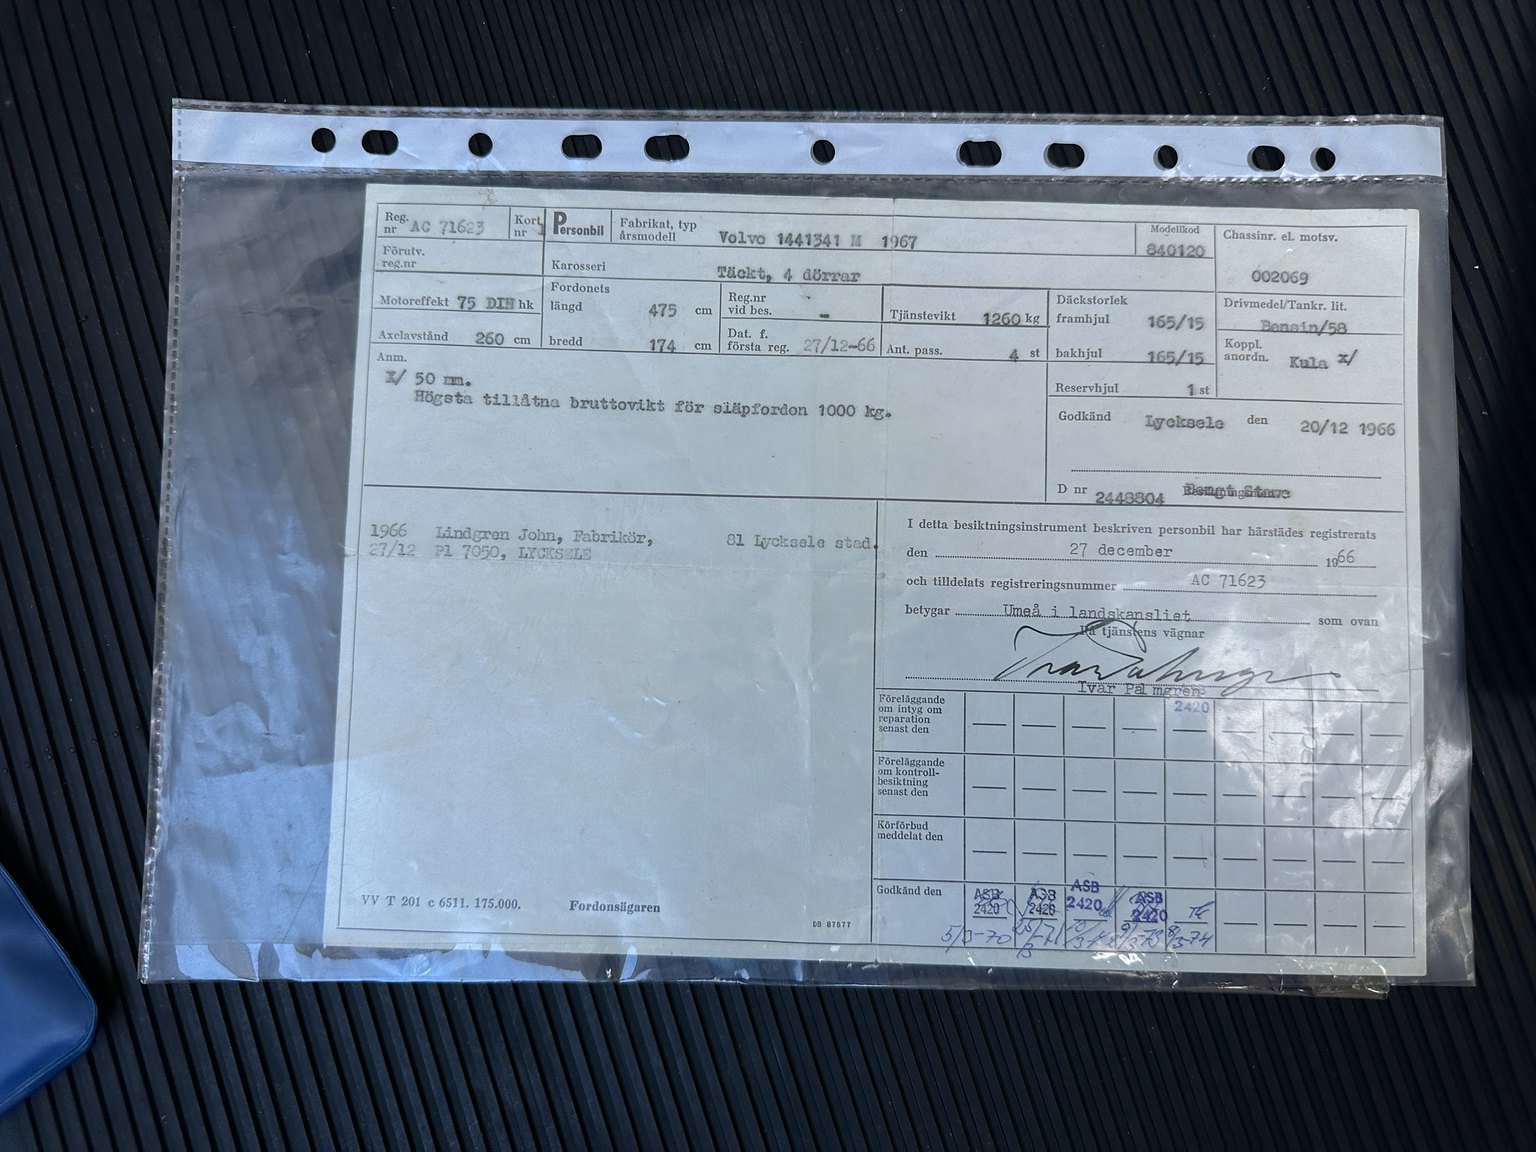 Reg. nr AC 71623 Kort nr 1 Personbil Fabrikat, typ årsmodell Volvo 1441341 M 1967 Modellkod 840120 Chassinr. el. motsv. 002069
Förutv. reg.nr Karosseri Täckt, 4 dörrar
Motoreffekt 75 DIN hk Fordonets längd 475 cm Reg.nr vid bes. - Tjänstevikt 1260 kg Däckstorlek framhjul 165/15 Drivmedel/Tankr. lit. Bensin/58
Axelavstånd 260 cm bredd 174 cm Dat. f. första reg. 27/12-66 Ant. pass. 4 st bakhjul 165/15 Koppl. anordn. Kula x/
Anm.
X/ 50 mm.
Högsta tillåtna bruttovikt för släpfordon 1000 kg.
Reservhjul 1 st
Godkänd Lycksele den 20/12 1966
D nr 2448804
1966 Lindgren John, Fabrikör, 81 Lycksele stad.
27/12 Pl 7050, LYCKSELE
I detta besiktningsinstrument beskriven personbil har härstädes registrerats
den 27 december 1966
och tilldelats registreringsnummer AC 71623
betygar Umeå i landskansliet som ovan
På tjänstens vägnar
Ivar Palmgren
Föreläggande
om intyg om
reparation
senast den
2420
Föreläggande
om kontroll-
besiktning
senast den
Körförbud
meddelat den
Godkänd den
ASB ASB ASB ASB
2420 2420 2420 2420
5/3-70 8/3-74
VV T 201 c 6511. 175.000. Fordonsägaren DB 87677